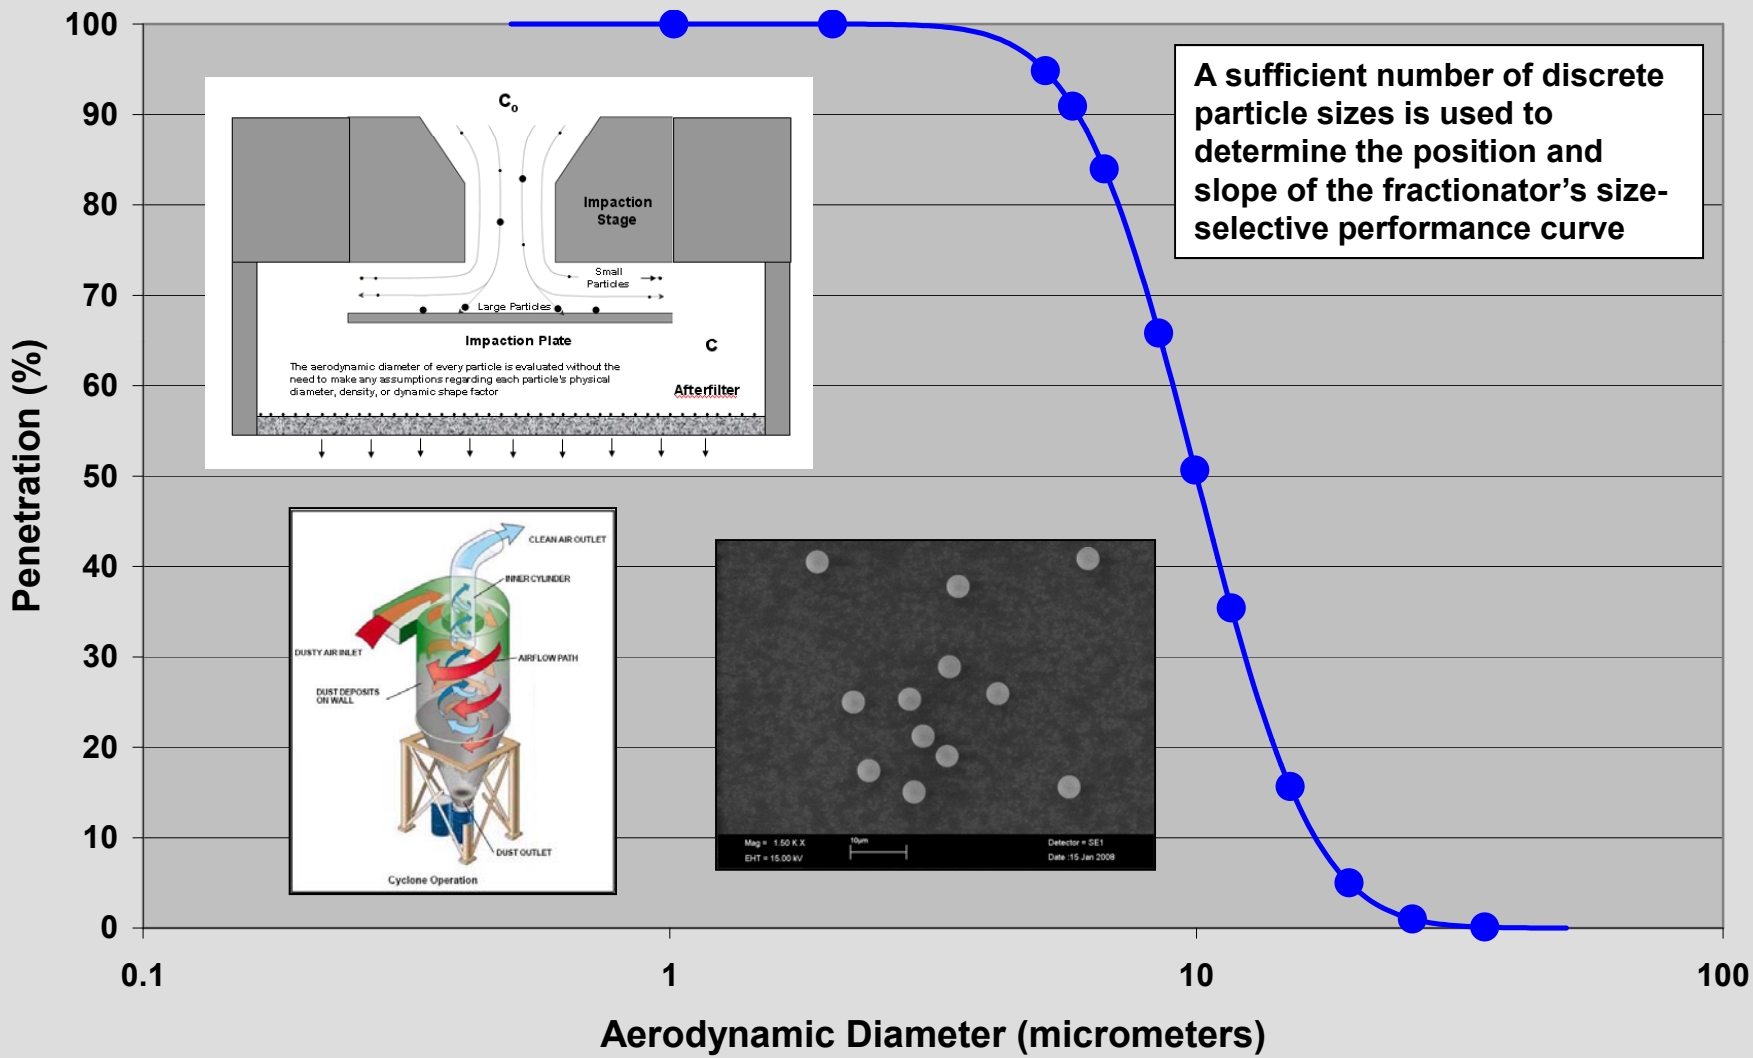 100
90
80
70
60
50
40
30
20
10
0
Penetration (%)
0.1
1
10
100
Aerodynamic Diameter (micrometers)
A sufficient number of discrete
particle sizes is used to
determine the position and
slope of the fractionator’s size-
selective performance curve
C₀
Impaction
Stage
Small
Particles
Large Particles
Impaction Plate
C
The aerodynamic diameter of every particle is evaluated without the
need to make any assumptions regarding each particle's physical
diameter, density, or dynamic shape factor
Afterfilter
CLEAN AIR OUTLET
INNER CYLINDER
DUSTY AIR INLET
AIRFLOW PATH
DUST DEPOSITS
ON WALL
DUST OUTLET
Cyclone Operation
Mag = 1.50 K X
10µm
Detector = SE1
EHT = 15.00 kV
Date :15 Jan 2008